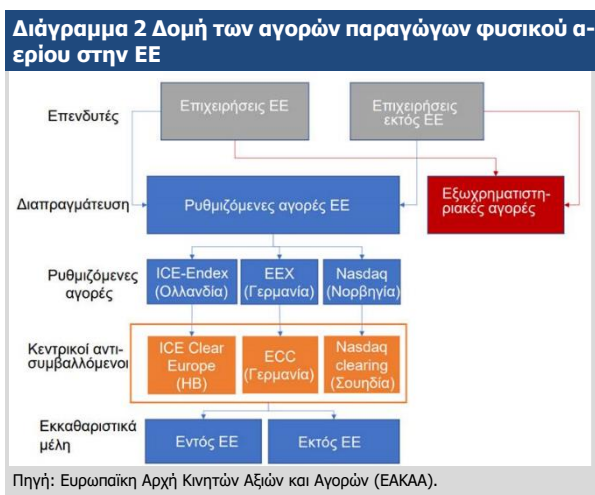 Διάγραμμα 2 Δομή των αγορών παραγώγων φυσικού α-
ερίου στην ΕΕ
Επενδυτές
Επιχειρήσεις ΕΕ
Επιχειρήσεις
εκτός ΕΕ
Διαπραγμάτευση
Ρυθμιζόμενες αγορές ΕΕ
Εξωχρηματιστη-
ριακές αγορές
Ρυθμιζόμενες
αγορές
ICE-Endex
(Ολλανδία)
EEX
(Γερμανία)
Nasdaq
(Νορβηγία)
Κεντρικοί αντι-
συμβαλλόμενοι
ICE Clear
Europe
(ΗΒ)
ECC
(Γερμανία)
Nasdaq
clearing
(Σουηδία)
Εκκαθαριστικά
μέλη
Εντός ΕΕ
Εκτός ΕΕ
Πηγή: Ευρωπαϊκη Αρχή Κινητών Αξιών και Αγορών (ΕΑΚΑΑ).